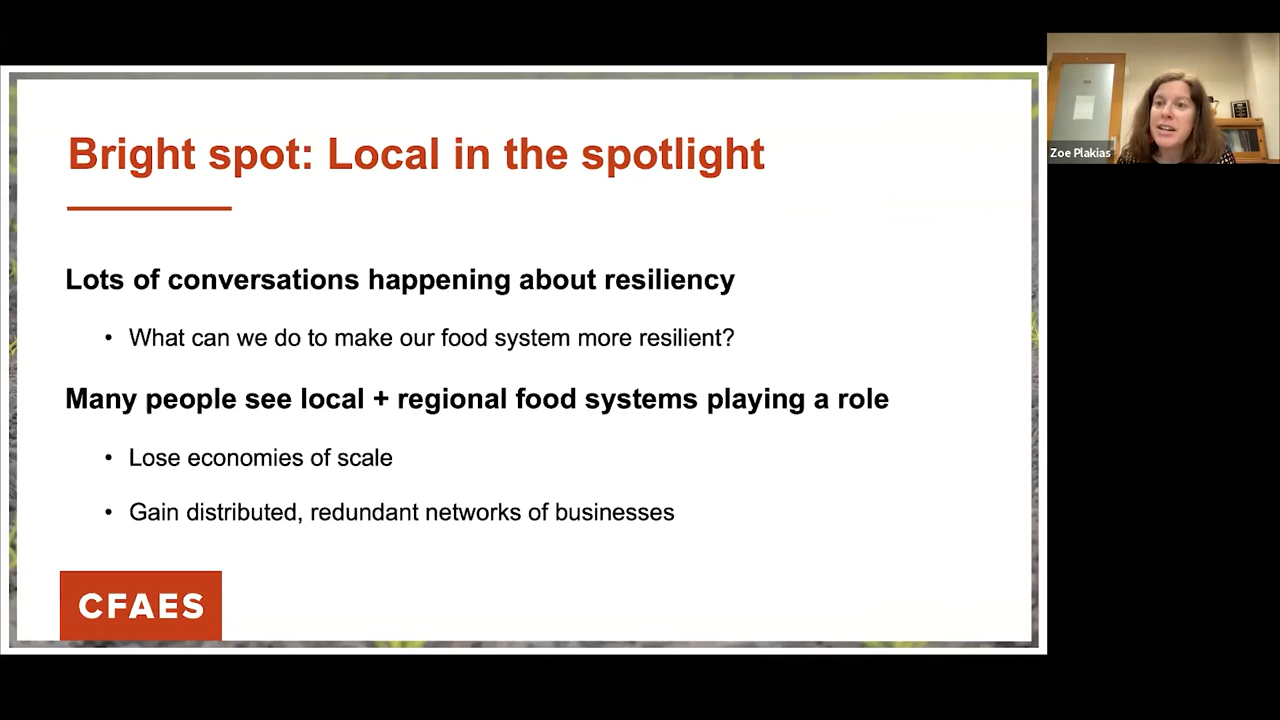 Bright spot: Local in the spotlight
Lots of conversations happening about resiliency
• What can we do to make our food system more resilient?
Many people see local + regional food systems playing a role
• Lose economies of scale
• Gain distributed, redundant networks of businesses
CFAES
Zoe Plakias